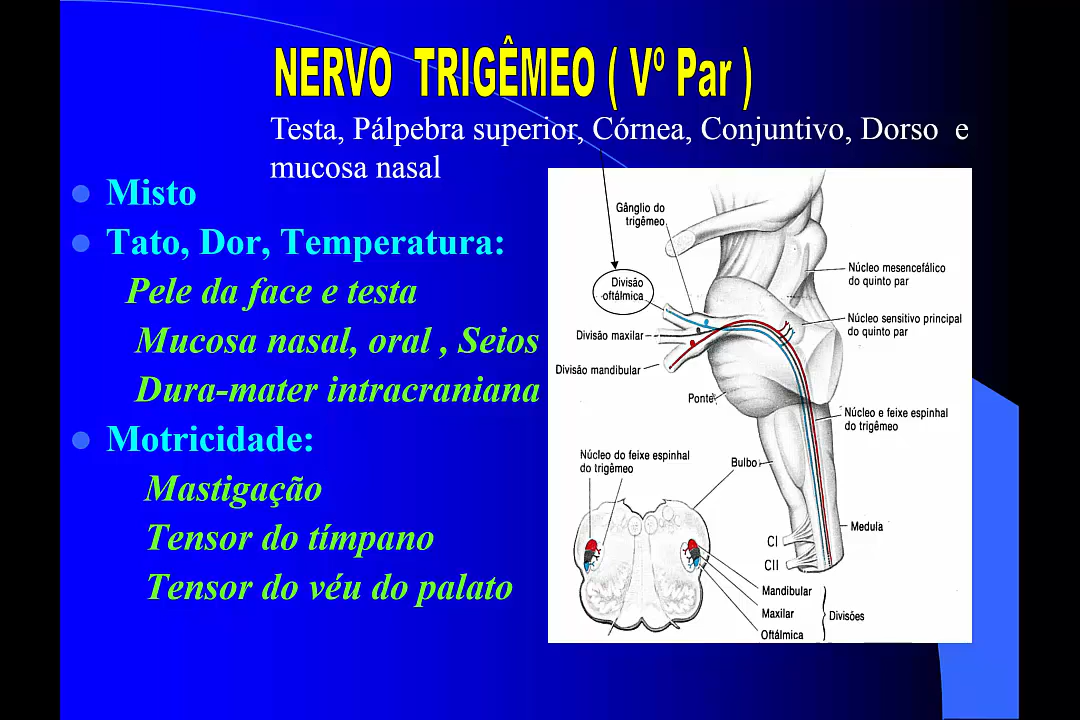 NERVO TRIGÊMEO ( Vº Par )
Testa, Pálpebra superior, Córnea, Conjuntivo, Dorso e
mucosa nasal
Misto
Tato, Dor, Temperatura:
Pele da face e testa
Mucosa nasal, oral , Seios
Dura-mater intracraniana
Motricidade:
Mastigação
Tensor do tímpano
Tensor do véu do palato
Gânglio do
trigêmeo
Divisão
oftálmica
Divisão maxilar
Divisão mandibular
Ponte
Núcleo mesencefálico
do quinto par
Núcleo sensitivo principal
do quinto par
Núcleo e feixe espinhal
do trigêmeo
Núcleo do feixe espinhal
do trigêmeo
Bulbo
Medula
CI
CII
Mandibular
Maxilar
Oftálmica
Divisões